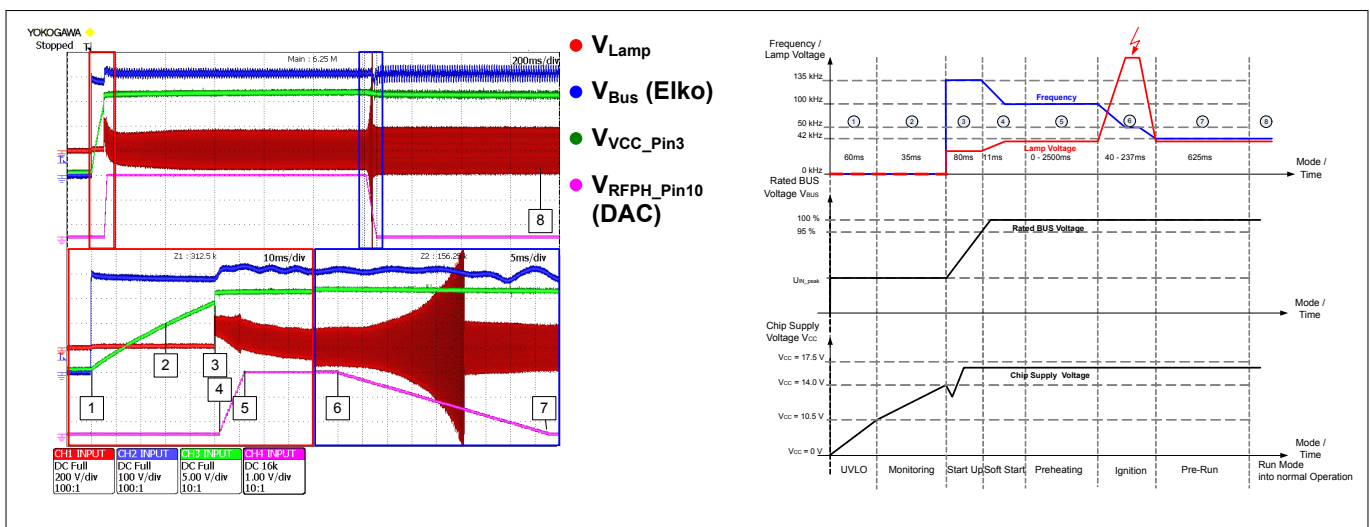 YOKOGAWA
Stopped
Main : 6.25 M
200ms/div
8
Z1 : 312.5 k
10ms/div
Z2 : 156.25k
5ms/div
1
2
3
4
5
6
7
CH1 INPUT
DC Full
200 V/div
100:1
CH2 INPUT
DC Full
100 V/div
100:1
CH3 INPUT
DC Full
5.00 V/div
10:1
CH4 INPUT
DC 16k
1.00 V/div
10:1
VLamp
VBus (Elko)
VVCC_Pin3
VRFPH_Pin10
(DAC)
Frequency /
Lamp Voltage
135 kHz
100 kHz
50 kHz
42 kHz
0 kHz
Frequency
Lamp Voltage
1
2
3
4
5
6
7
8
60ms
35ms
80ms
11ms
0 - 2500ms
40 - 237ms
625ms
Mode /
Time
Rated BUS
Voltage VBUS
100 %
95 %
UIN_peak
Rated BUS Voltage
Mode /
Time
Chip Supply
Voltage VCC
VCC = 17.5 V
VCC = 14.0 V
VCC = 10.5 V
VCC = 0 V
Chip Supply Voltage
Mode /
Time
UVLO
Monitoring
Start Up
Soft Start
Preheating
Ignition
Pre-Run
Run Mode
into normal Operation